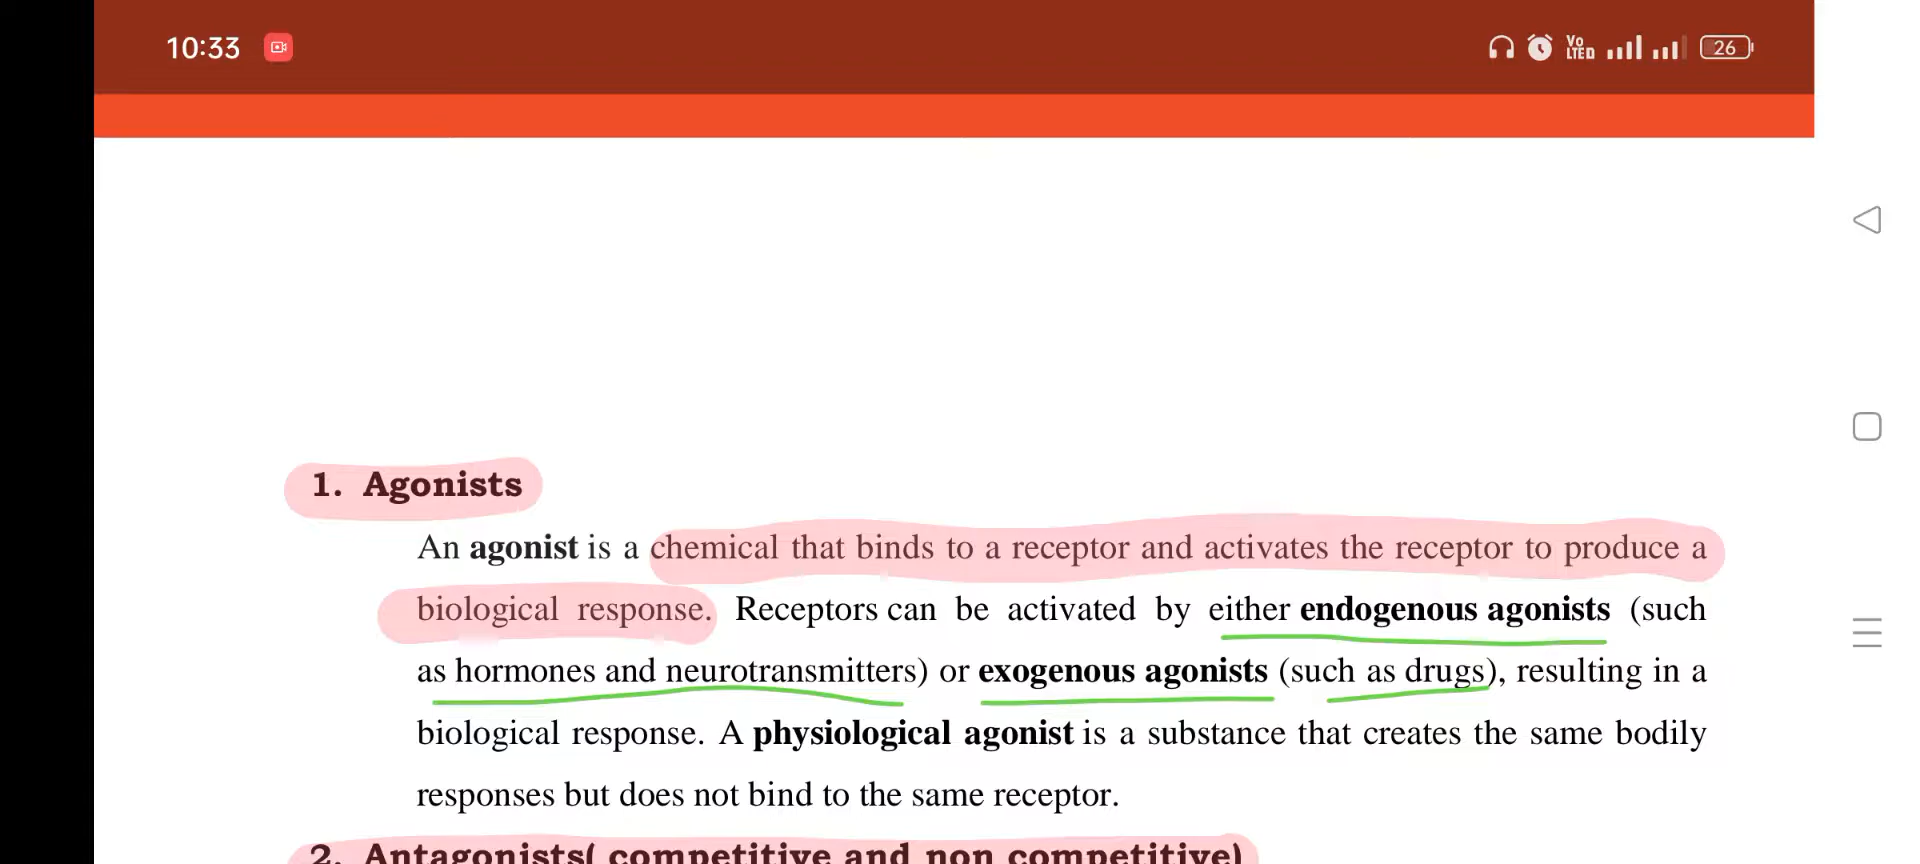 10:33
Vo
LTED
26
1. Agonists
An agonist is a chemical that binds to a receptor and activates the receptor to produce a
biological response. Receptors can be activated by either endogenous agonists (such
as hormones and neurotransmitters) or exogenous agonists (such as drugs), resulting in a
biological response. A physiological agonist is a substance that creates the same bodily
responses but does not bind to the same receptor.
2. Antagonists( competitive and non competitive)